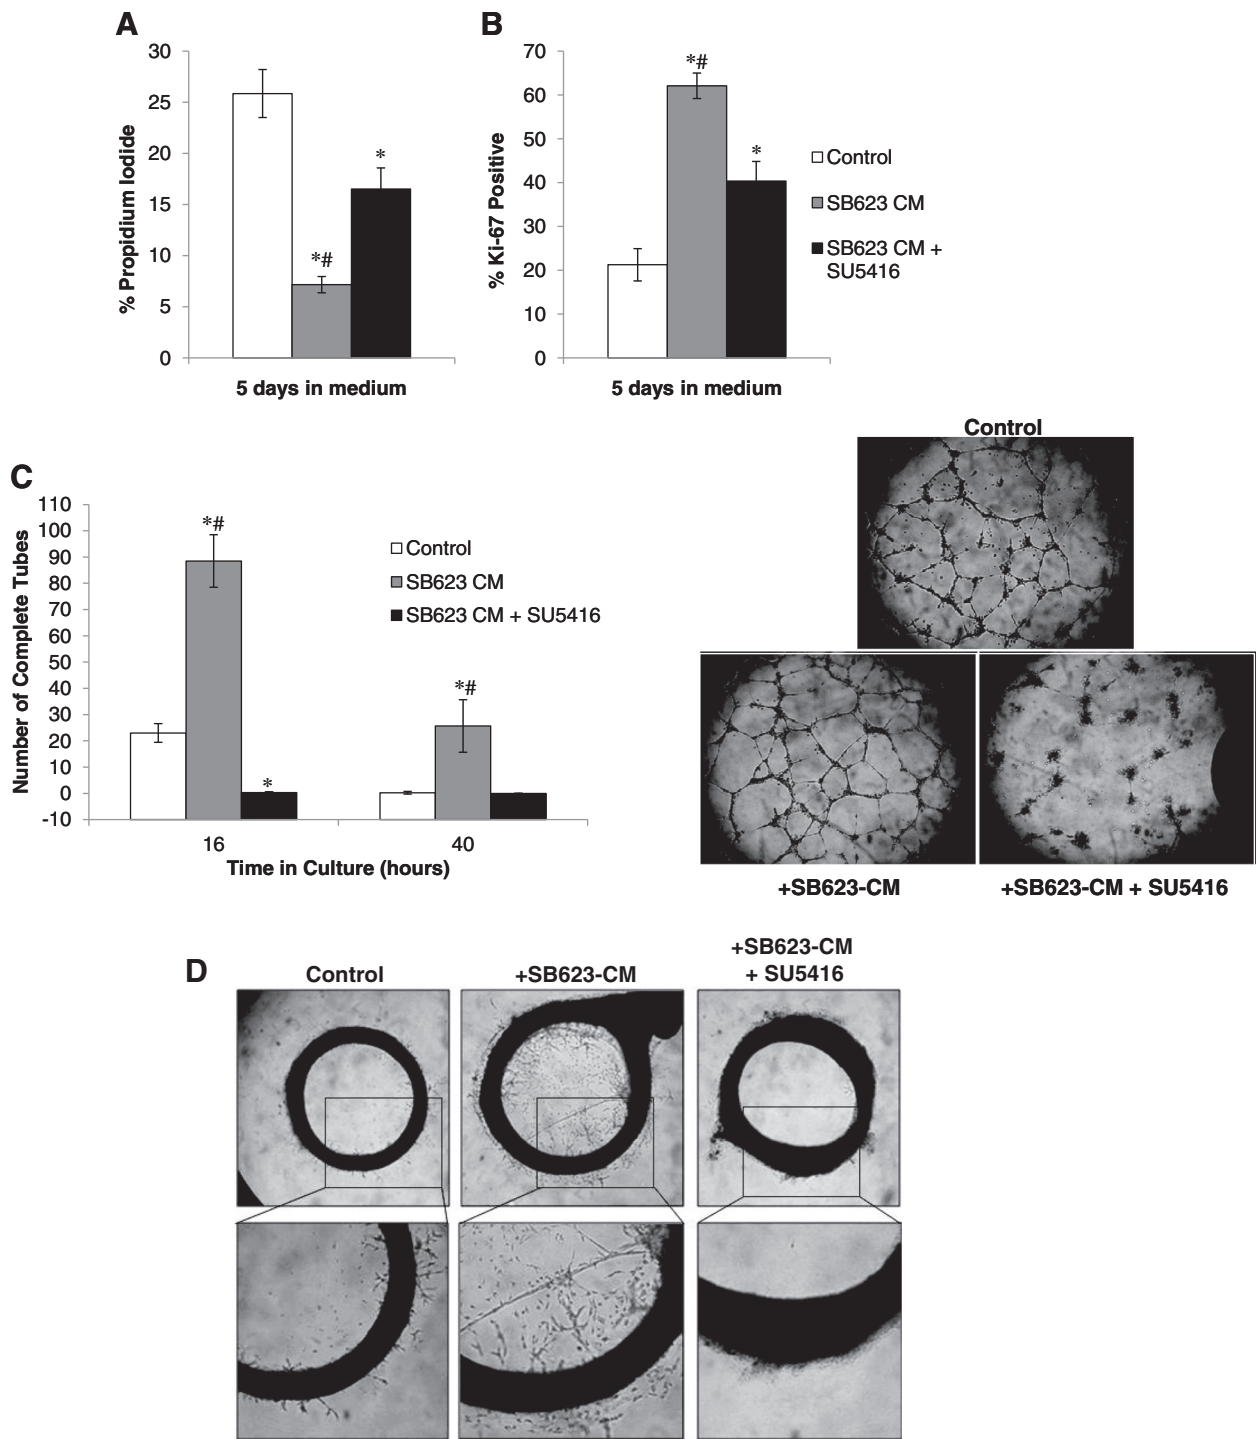 A
% Propidium Iodide
30
25
20
15
10
5
0
*#
*
5 days in medium
B
% Ki-67 Positive
70
60
50
40
30
20
10
0
*#
*
5 days in medium
Control
SB623 CM
SB623 CM +
SU5416
C
Number of Complete Tubes
110
100
90
80
70
60
50
40
30
20
10
0
-10
*#
*
*#
16
40
Time in Culture (hours)
Control
SB623 CM
SB623 CM + SU5416
Control
+SB623-CM
+SB623-CM + SU5416
D
Control
+SB623-CM
+SB623-CM
+ SU5416